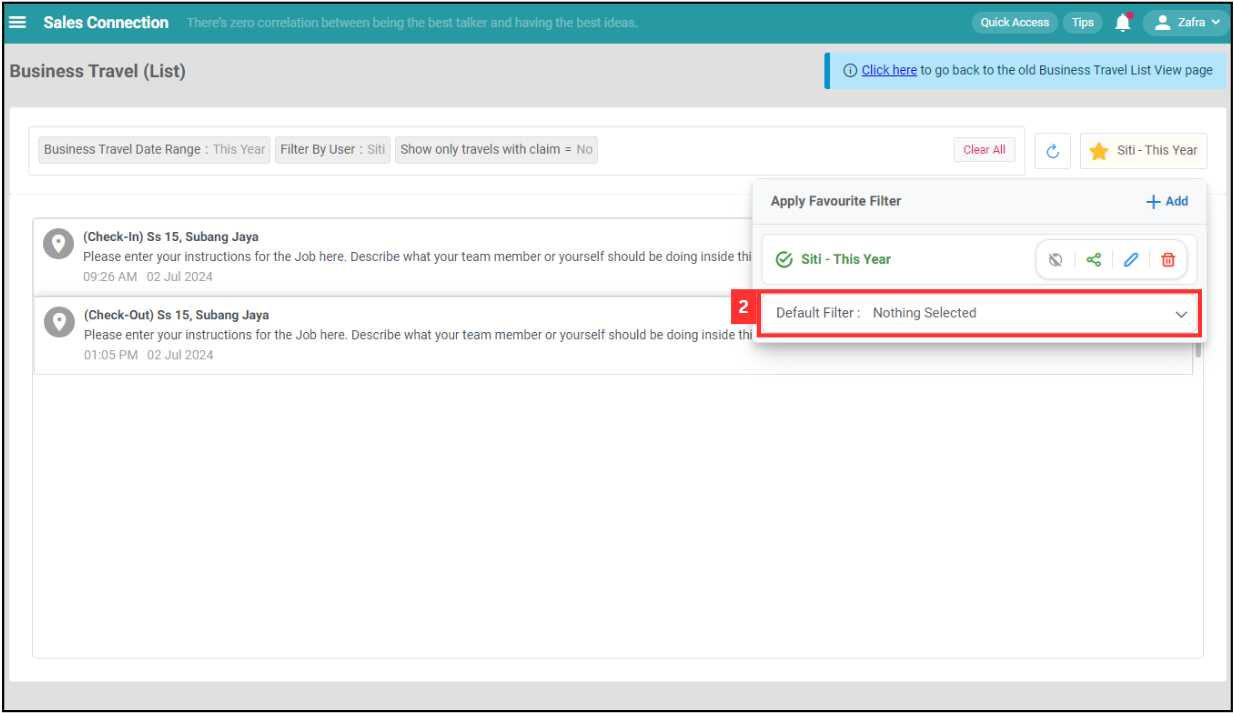 Sales Connection There's zero correlation between being the best talker and having the best ideas. Quick Access Tips Zafra
Business Travel (List)
Click here to go back to the old Business Travel List View page
Business Travel Date Range : This Year Filter By User : Siti Show only travels with claim = No Clear All Siti - This Year
Apply Favourite Filter Add
(Check-In) Ss 15, Subang Jaya
Please enter your instructions for the Job here. Describe what your team member or yourself should be doing inside thi
09:26 AM 02 Jul 2024
Siti - This Year
2 Default Filter : Nothing Selected
(Check-Out) Ss 15, Subang Jaya
Please enter your instructions for the Job here. Describe what your team member or yourself should be doing inside thi
01:05 PM 02 Jul 2024